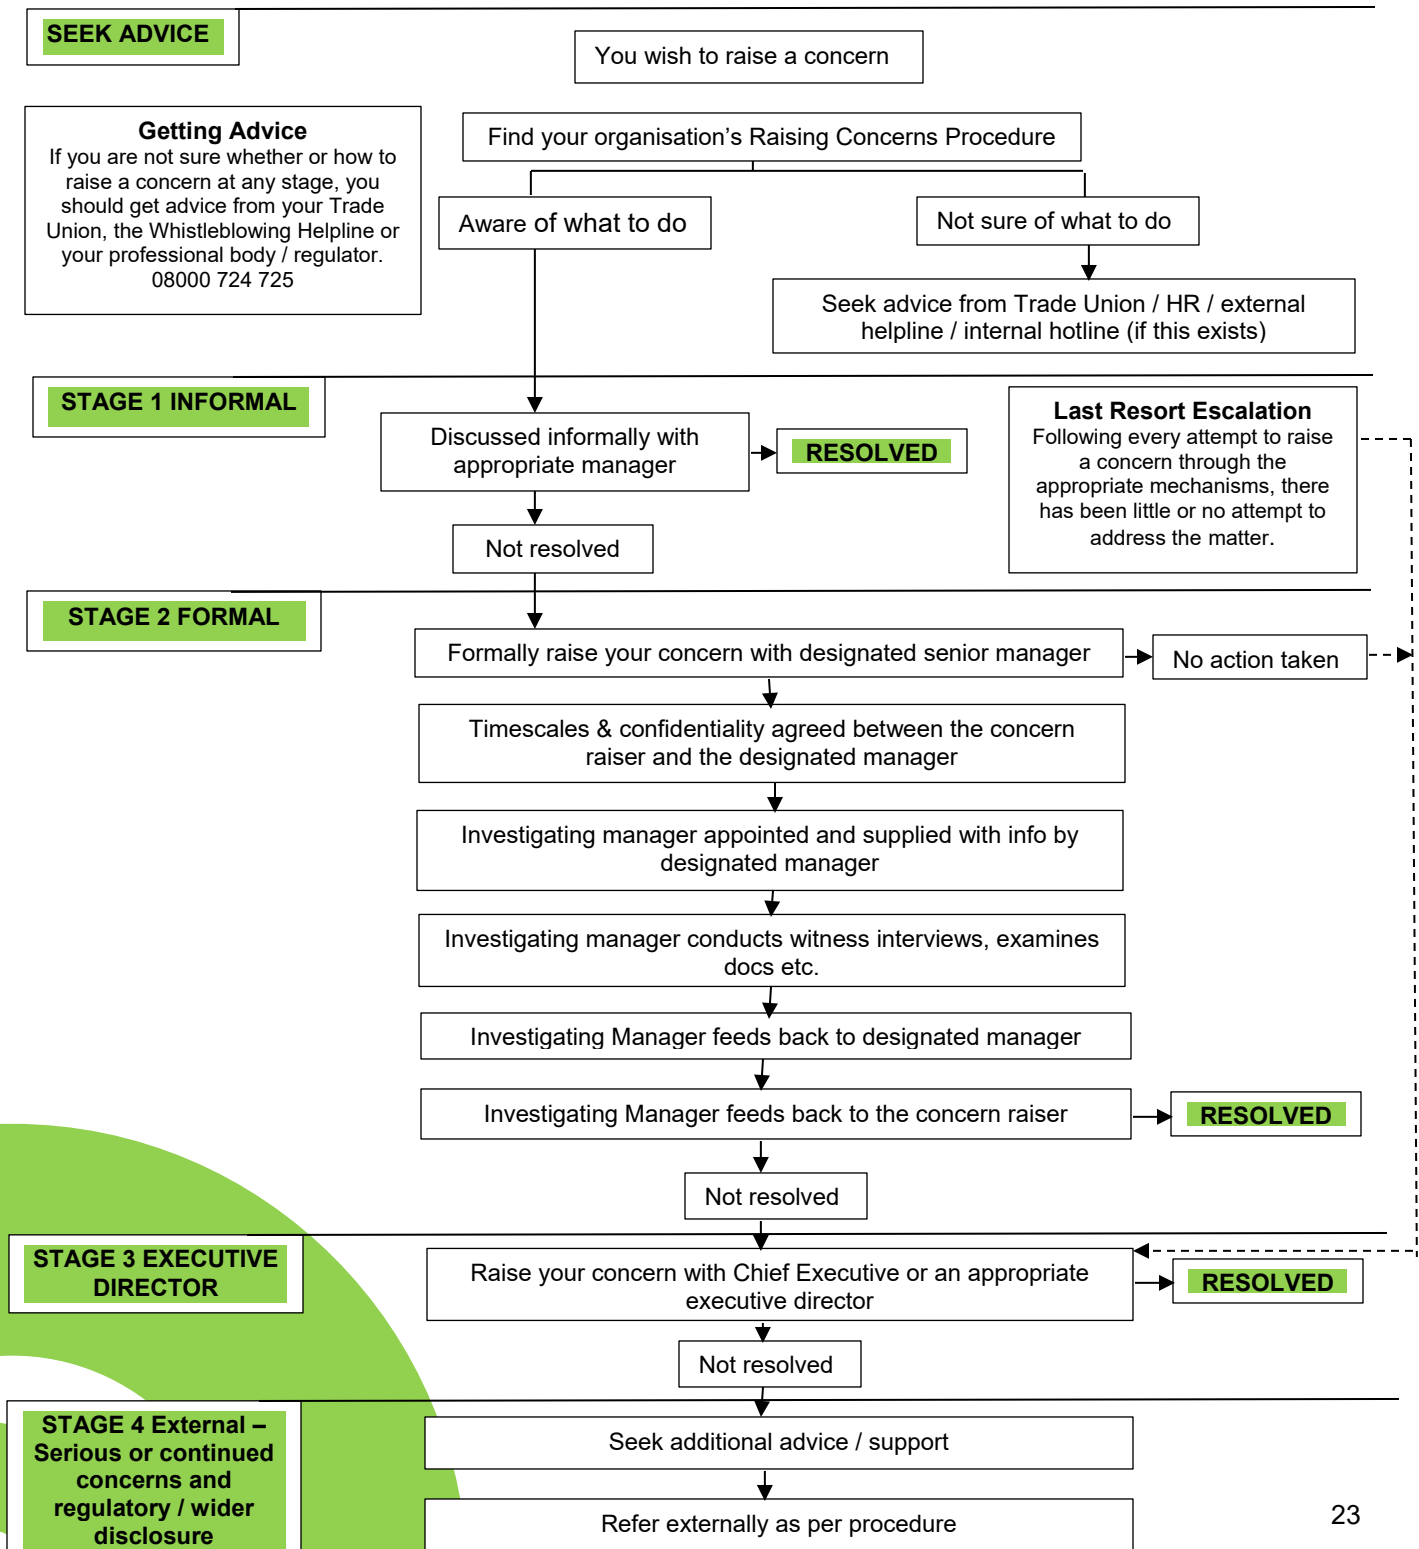 SEEK ADVICE
You wish to raise a concern
Getting Advice
If you are not sure whether or how to
raise a concern at any stage, you
should get advice from your Trade
Union, the Whistleblowing Helpline or
your professional body / regulator.
08000 724 725
Find your organisation's Raising Concerns Procedure
Aware of what to do
Not sure of what to do
Seek advice from Trade Union / HR / external
helpline / internal hotline (if this exists)
STAGE 1 INFORMAL
Discussed informally with
appropriate manager
RESOLVED
Last Resort Escalation
Following every attempt to raise
a concern through the
appropriate mechanisms, there
has been little or no attempt to
address the matter.
Not resolved
STAGE 2 FORMAL
Formally raise your concern with designated senior manager
No action taken
Timescales & confidentiality agreed between the concern
raiser and the designated manager
Investigating manager appointed and supplied with info by
designated manager
Investigating manager conducts witness interviews, examines
docs etc.
Investigating Manager feeds back to designated manager
Investigating Manager feeds back to the concern raiser
RESOLVED
Not resolved
STAGE 3 EXECUTIVE
DIRECTOR
Raise your concern with Chief Executive or an appropriate
executive director
RESOLVED
Not resolved
STAGE 4 External –
Serious or continued
concerns and
regulatory / wider
disclosure
Seek additional advice / support
Refer externally as per procedure
23